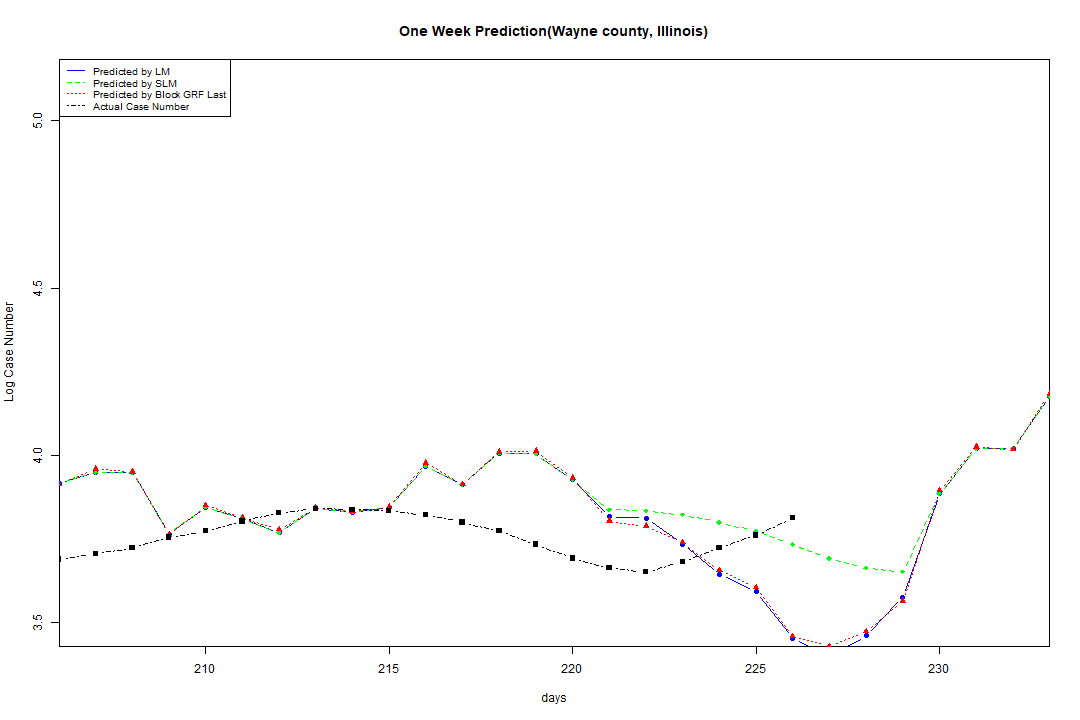 One Week Prediction(Wayne county, Illinois)
Predicted by LM
Predicted by SLM
Predicted by Block GRF Last
Actual Case Number
5.0
4.5
4.0
3.5
Log Case Number
210 215 220 225 230
days